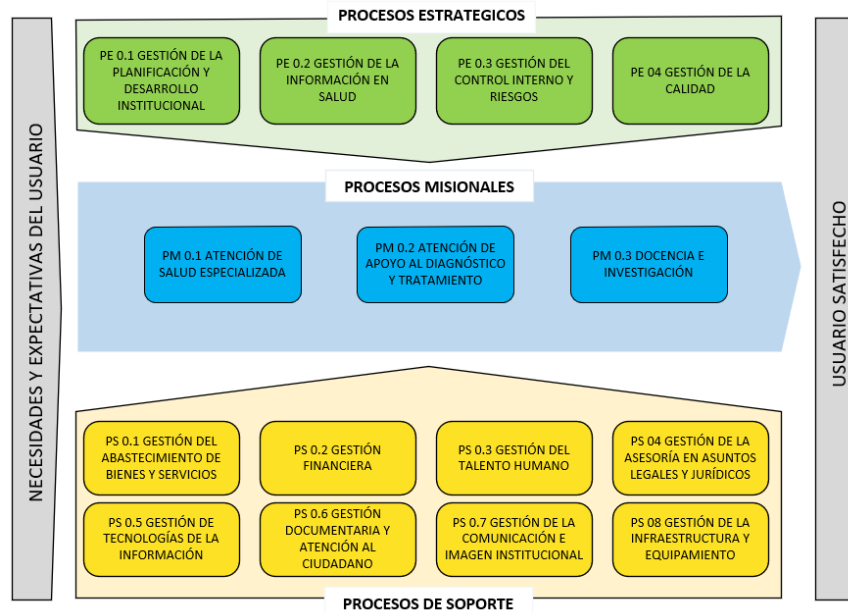 PROCESOS ESTRATEGICOS
PE 0.1 GESTIÓN DE LA
PLANIFICACIÓN Y
DESARROLLO
INSTITUCIONAL
PE 0.2 GESTIÓN DE LA
INFORMACIÓN EN
SALUD
PE 0.3 GESTIÓN DEL
CONTROL INTERNO Y
RIESGOS
PE 04 GESTIÓN DE LA
CALIDAD
NECESIDADES Y EXPECTATIVAS DEL USUARIO
PROCESOS MISIONALES
PM 0.1 ATENCIÓN DE
SALUD ESPECIALIZADA
PM 0.2 ATENCIÓN DE
APOYO AL DIAGNÓSTICO
Y TRATAMIENTO
PM 0.3 DOCENCIA E
INVESTIGACIÓN
USUARIO SATISFECHO
PS 0.1 GESTIÓN DEL
ABASTECIMIENTO DE
BIENES Y SERVICIOS
PS 0.2 GESTIÓN
FINANCIERA
PS 0.3 GESTIÓN DEL
TALENTO HUMANO
PS 04 GESTIÓN DE LA
ASESORÍA EN ASUNTOS
LEGALES Y JURÍDICOS
PS 0.5 GESTIÓN DE
TECNOLOGÍAS DE LA
INFORMACIÓN
PS 0.6 GESTIÓN
DOCUMENTARIA Y
ATENCIÓN AL
CIUDADANO
PS 0.7 GESTIÓN DE LA
COMUNICACIÓN E
IMAGEN INSTITUCIONAL
PS 08 GESTIÓN DE LA
INFRAESTRUCTURA Y
EQUIPAMIENTO
PROCESOS DE SOPORTE